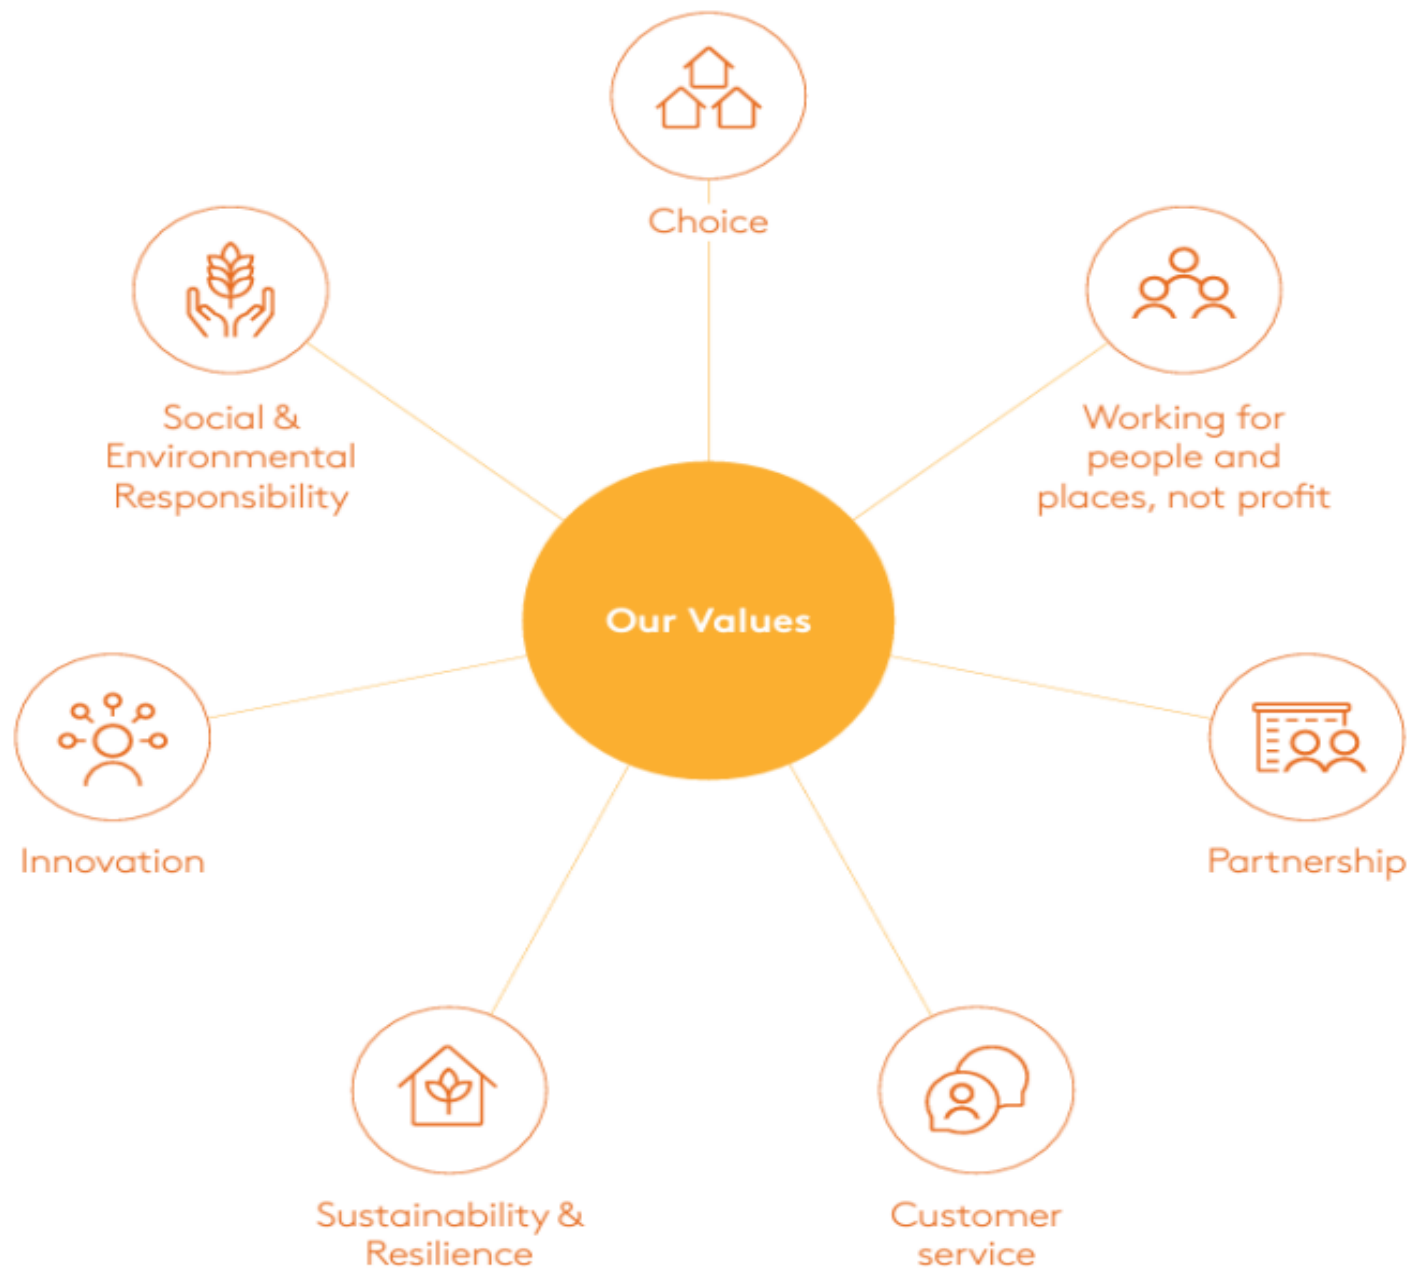 Choice
Social &
Environmental
Responsibility
Working for
people and
places, not profit
Our Values
Innovation
Partnership
Sustainability &
Resilience
Customer
service